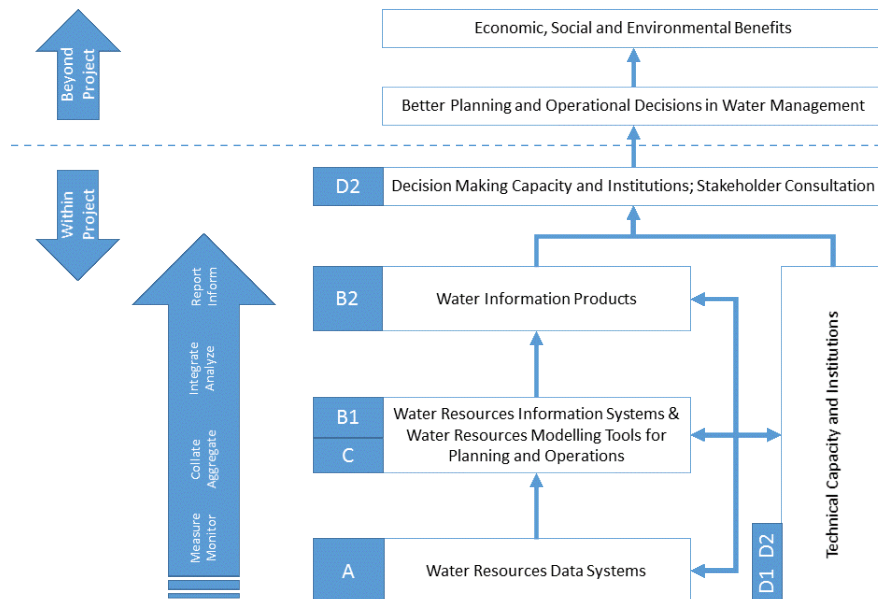 Economic, Social and Environmental Benefits
Beyond
Project
Better Planning and Operational Decisions in Water Management
Within
Project
D2
Decision Making Capacity and Institutions; Stakeholder Consultation
Report
Inform
B2
Water Information Products
Integrate
Analyze
B1
C
Water Resources Information Systems &
Water Resources Modelling Tools for
Planning and Operations
Collate
Aggregate
Technical Capacity and Institutions
Measure
Monitor
A
Water Resources Data Systems
D1 D2